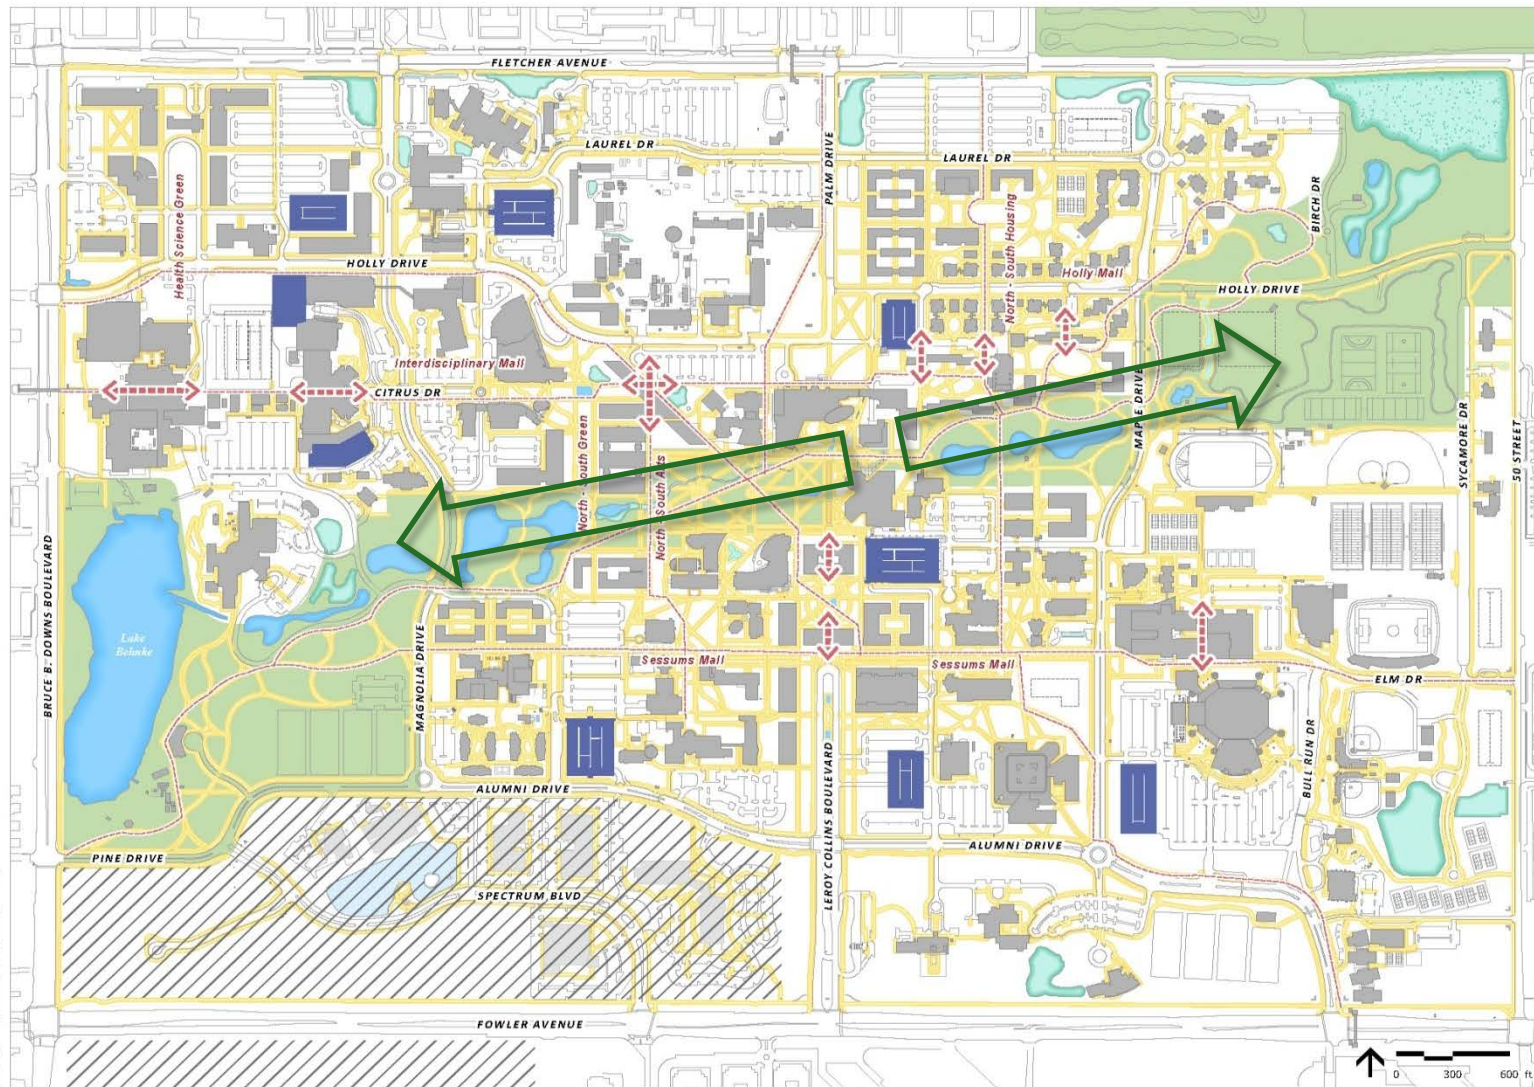 FLETCHER AVENUE
LAUREL DR
LAUREL DR
PALM DRIVE
BIRCH DR
Health Science Green
North - South Housing
HOLLY DRIVE
Holly Mall
HOLLY DRIVE
Interdisciplinary Mall
CITRUS DR
MAPLE DRIVE
SYCAMORE DR
50 STREET
North - South Green
North - South Arts
BRUCE B. DOWNS BOULEVARD
Lake
Behnke
MAGNOLIA DRIVE
Sessums Mall
Sessums Mall
ELM DR
BULL RUN DR
LEROY COLLINS BOULEVARD
ALUMNI DRIVE
ALUMNI DRIVE
PINE DRIVE
SPECTRUM BLVD
FOWLER AVENUE
0 300 600 ft